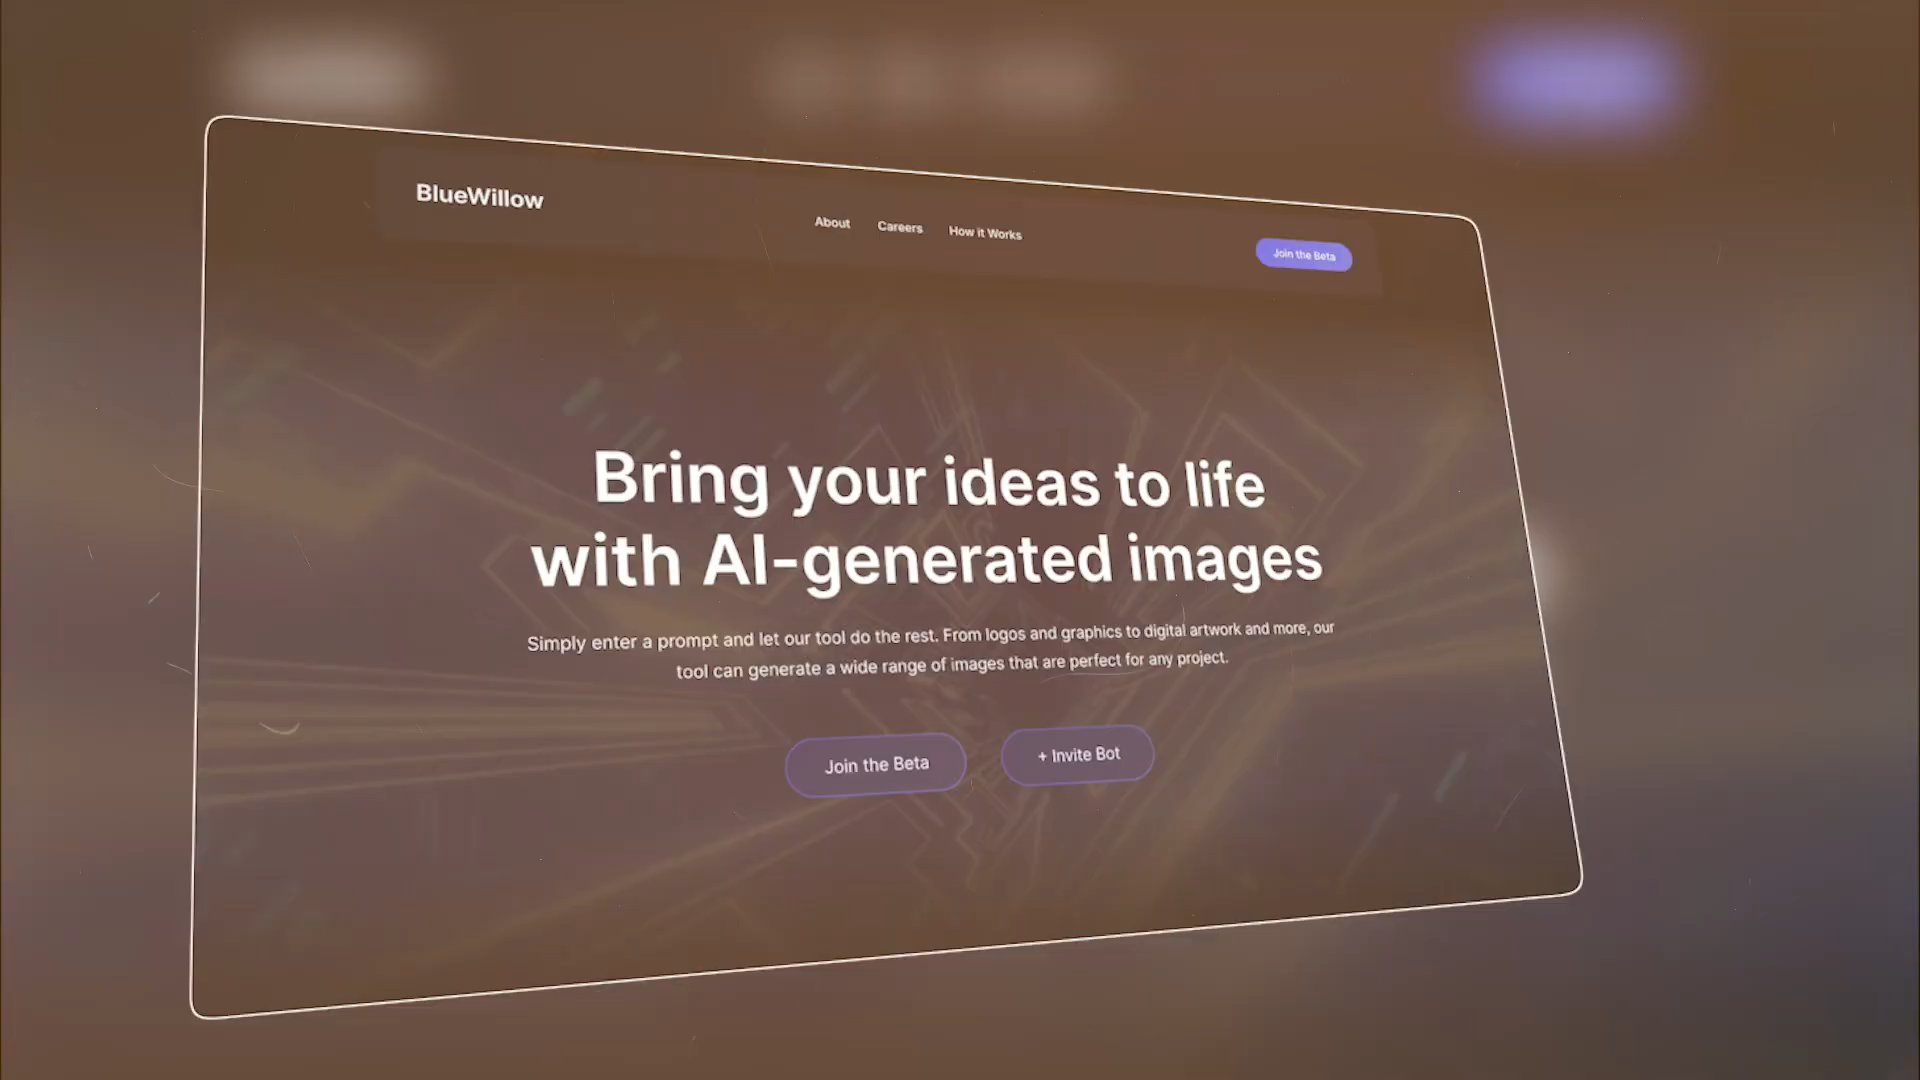 BlueWillow
About
Careers
How it Works
Join the Beta
Bring your ideas to life
with AI-generated images
Simply enter a prompt and let our tool do the rest. From logos and graphics to digital artwork and more, our
tool can generate a wide range of images that are perfect for any project.
Join the Beta
+ Invite Bot